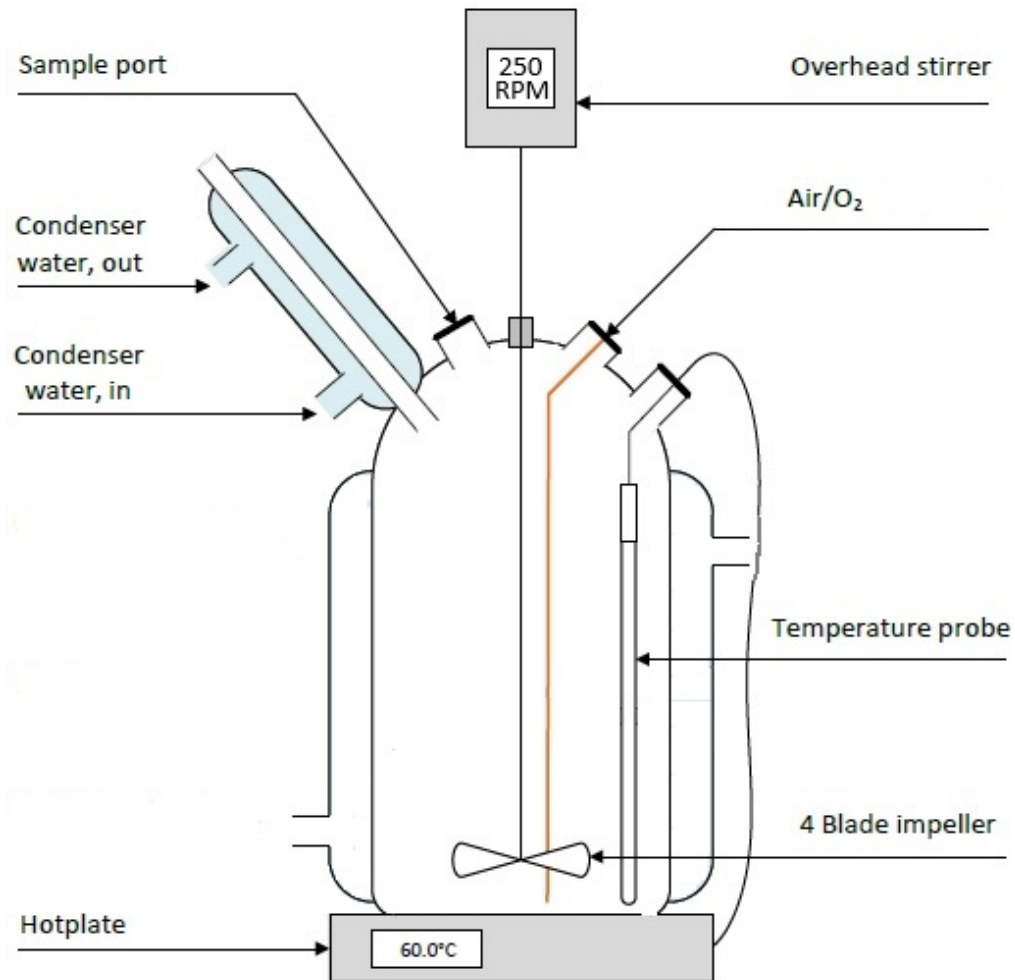 Sample port
250
RPM
Overhead stirrer
Air/O₂
Condenser
water, out
Condenser
water, in
Temperature probe
4 Blade impeller
Hotplate
60.0°C